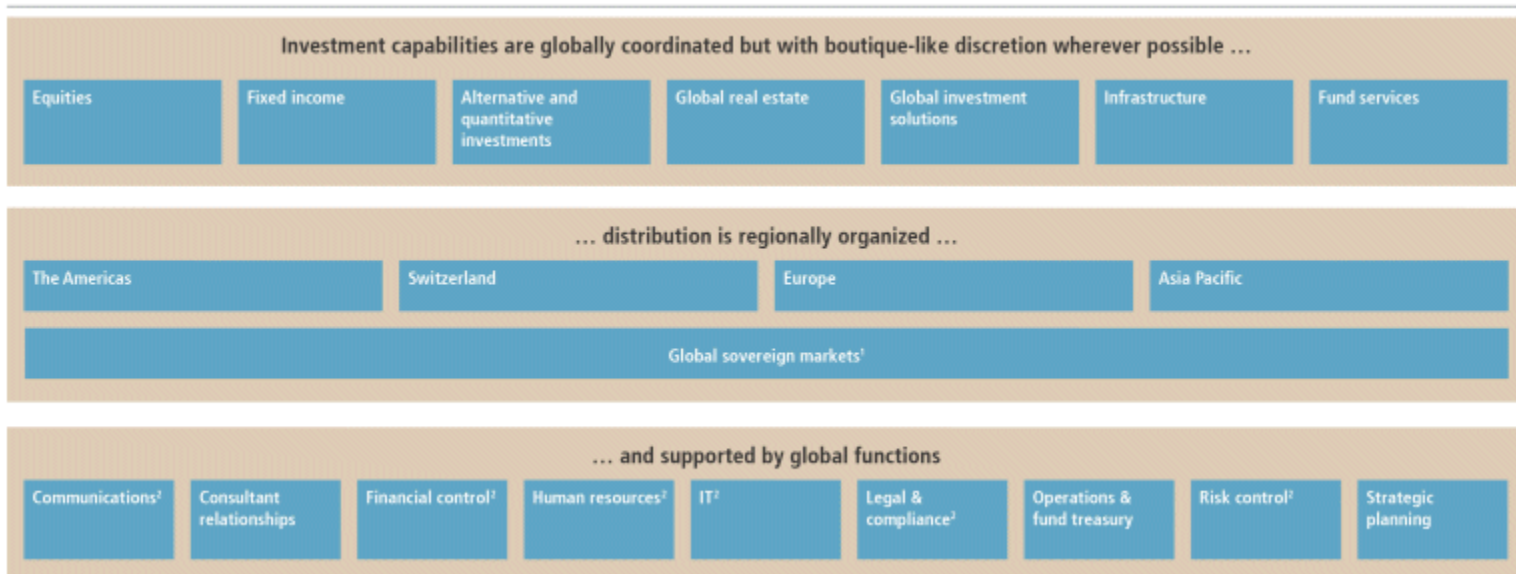 Investment capabilities are globally coordinated but with boutique-like discretion wherever possible …
Equities
Fixed income
Alternative and
quantitative
investments
Global real estate
Global investment
solutions
Infrastructure
Fund services
… distribution is regionally organized …
The Americas
Switzerland
Europe
Asia Pacific
Global sovereign markets¹
… and supported by global functions
Communications²
Consultant
relationships
Financial control²
Human resources²
IT²
Legal &
compliance²
Operations &
fund treasury
Risk control²
Strategic
planning